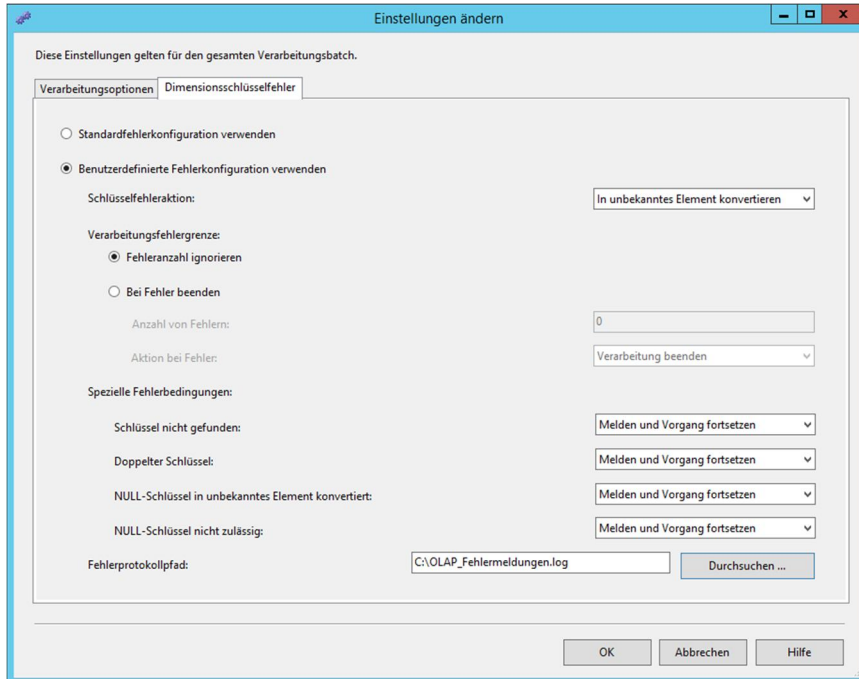 Einstellungen ändern
Diese Einstellungen gelten für den gesamten Verarbeitungsbatch.
Verarbeitungsoptionen Dimensionsschlüsselfehler
Standardfehlerkonfiguration verwenden
Benutzerdefinierte Fehlerkonfiguration verwenden
Schlüsselfehleraktion: In unbekanntes Element konvertieren
Verarbeitungsfehlergrenze:
Fehleranzahl ignorieren
Bei Fehler beenden
Anzahl von Fehlern: 0
Aktion bei Fehler: Verarbeitung beenden
Spezielle Fehlerbedingungen:
Schlüssel nicht gefunden: Melden und Vorgang fortsetzen
Doppelter Schlüssel: Melden und Vorgang fortsetzen
NULL-Schlüssel in unbekanntes Element konvertiert: Melden und Vorgang fortsetzen
NULL-Schlüssel nicht zulässig: Melden und Vorgang fortsetzen
Fehlerprotokollpfad: C:\OLAP_Fehlermeldungen.log Durchsuchen ...
OK Abbrechen Hilfe